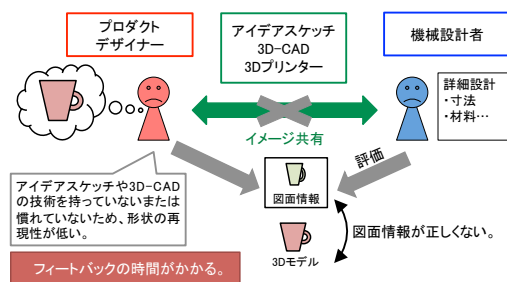 プロダクト
デザイナー
アイデアスケッチ
3D-CAD
3Dプリンター
機械設計者
詳細設計
・寸法
・材料…
イメージ共有
評価
図面情報
アイデアスケッチや3D-CAD
の技術を持っていないまたは
慣れていないため、形状の再
現性が低い。
図面情報が正しくない。
3Dモデル
フィートバックの時間がかかる。